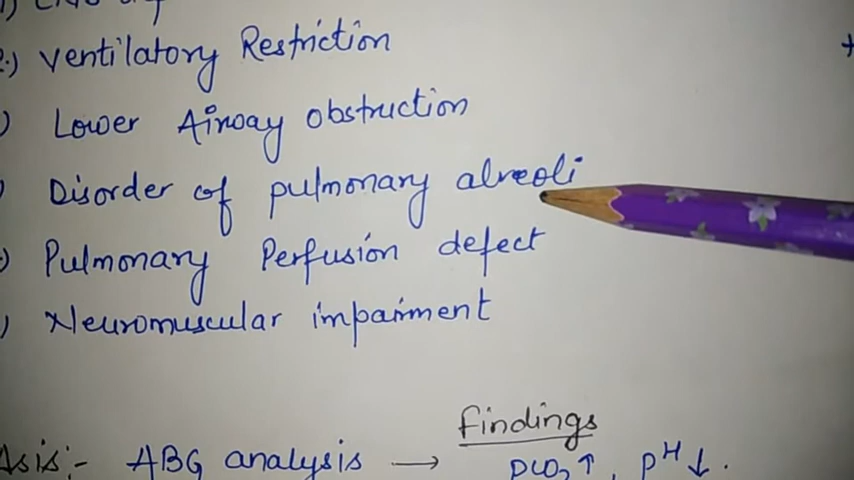 2.) Ventilatory Restriction
) Lower Airway obstruction
) Disorder of pulmonary alveoli
) Pulmonary Perfusion defect
) Neuromuscular impairment
Findings
Asis:- ABG analysis → PCO2 ↑, pH ↓.